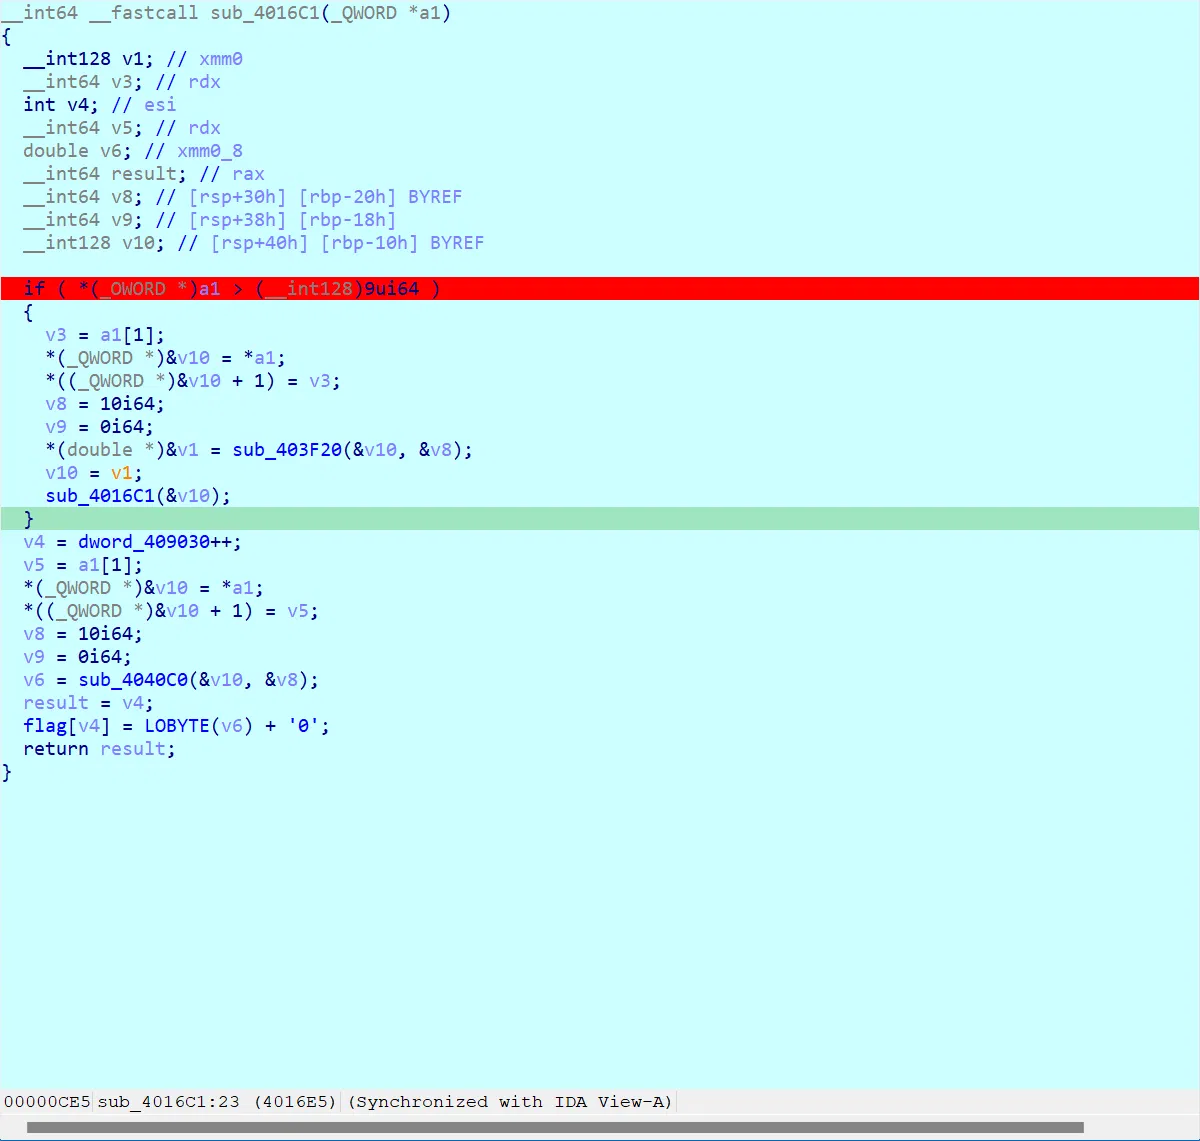 __int64 __fastcall sub_4016C1(_QWORD *a1)
{
__int128 v1; // xmm0
__int64 v3; // rdx
int v4; // esi
__int64 v5; // rdx
double v6; // xmm0_8
__int64 result; // rax
__int64 v8; // [rsp+30h] [rbp-20h] BYREF
__int64 v9; // [rsp+38h] [rbp-18h]
__int128 v10; // [rsp+40h] [rbp-10h] BYREF
if ( *(_OWORD *)a1 > (__int128)9ui64 )
{
v3 = a1[1];
*(_QWORD *)&v10 = *a1;
*((_QWORD *)&v10 + 1) = v3;
v8 = 10i64;
v9 = 0i64;
*(double *)&v1 = sub_403F20(&v10, &v8);
v10 = v1;
sub_4016C1(&v10);
}
v4 = dword_409030++;
v5 = a1[1];
*(_QWORD *)&v10 = *a1;
*((_QWORD *)&v10 + 1) = v5;
v8 = 10i64;
v9 = 0i64;
v6 = sub_4040C0(&v10, &v8);
result = v4;
flag[v4] = LOBYTE(v6) + '0';
return result;
}
00000CE5 sub_4016C1:23 (4016E5) (Synchronized with IDA View-A)